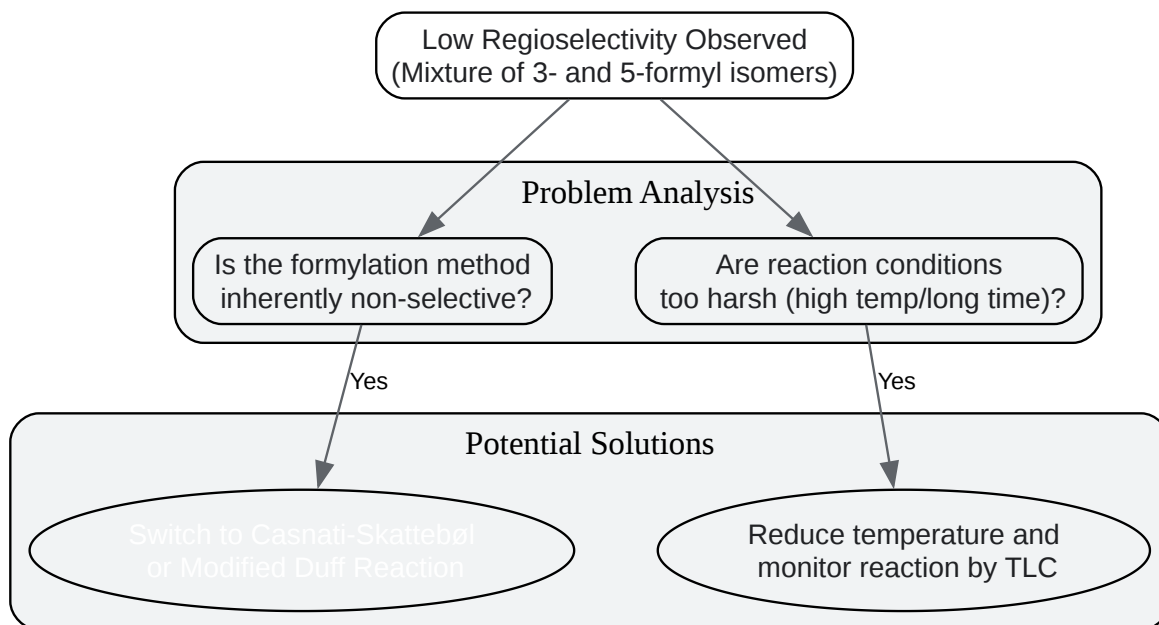 Low Regioselectivity Observed
(Mixture of 3- and 5-formyl isomers)
Problem Analysis
Is the formylation method
inherently non-selective?
Are reaction conditions
too harsh (high temp/long time)?
Yes
Yes
Potential Solutions
Switch to Casnati-Skattebøl
or Modified Duff Reaction
Reduce temperature and
monitor reaction by TLC